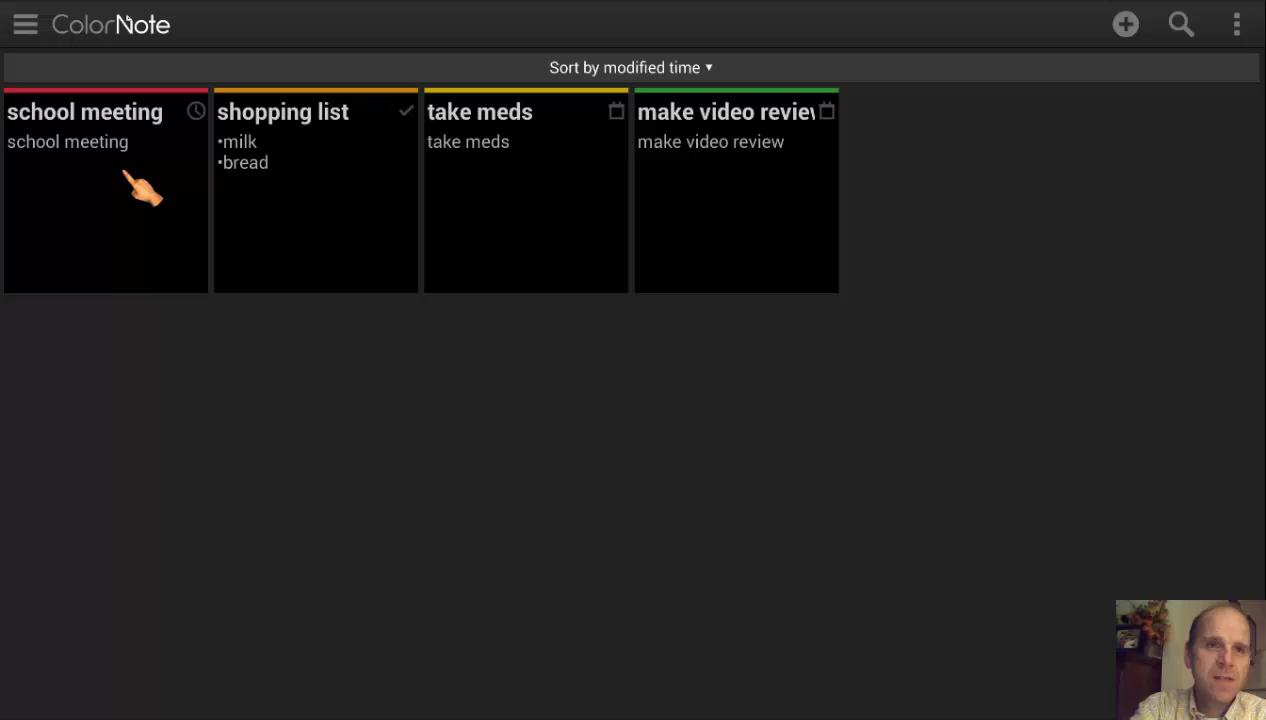 ColorNote
Sort by modified time
school meeting
school meeting
shopping list
•milk
•bread
take meds
take meds
make video review
make video review